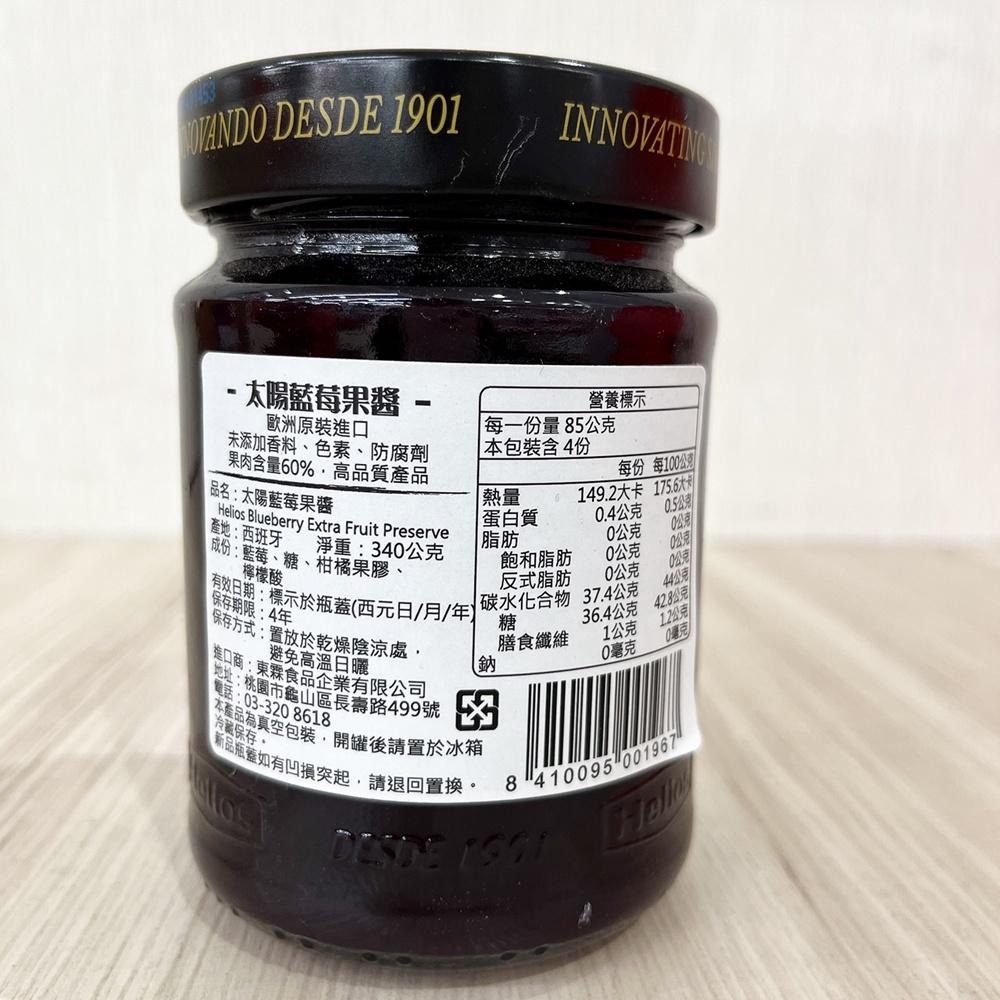 NOVANDO DESDE 1901
INNOVATING
- 太陽藍莓果醬 -
歐洲原裝進口
未添加香料、色素、防腐劑
果肉含量60%，高品質產品
品名：太陽藍莓果醬
Helios Blueberry Extra Fruit Preserve
產地：西班牙 淨重：340公克
成份：藍莓、糖、柑橘果膠、
檸檬酸
有效日期：標示於瓶蓋(西元日/月/年)
保存期限：4年
保存方式：置放於乾燥陰涼處，
避免高溫日曬
進口商：東霖食品企業有限公司
地址：桃園市龜山區長壽路499號
電話：03-320 8618
本產品為真空包裝，開罐後請置於冰箱
冷藏保存。
新品瓶蓋如有凹損突起，請退回置換。
營養標示
每一份量 85公克
本包裝含 4份
每份 每100公克
熱量 149.2大卡 175.6大卡
蛋白質 0.4公克 0.5公克
脂肪 0公克 0公克
飽和脂肪 0公克 0公克
反式脂肪 0公克 0公克
碳水化合物 37.4公克 44公克
糖 36.4公克 42.8公克
膳食纖維 1公克 1.2公克
鈉 0毫克 0毫克
8 410095 001967
Helios
DESDE 1901
Helios